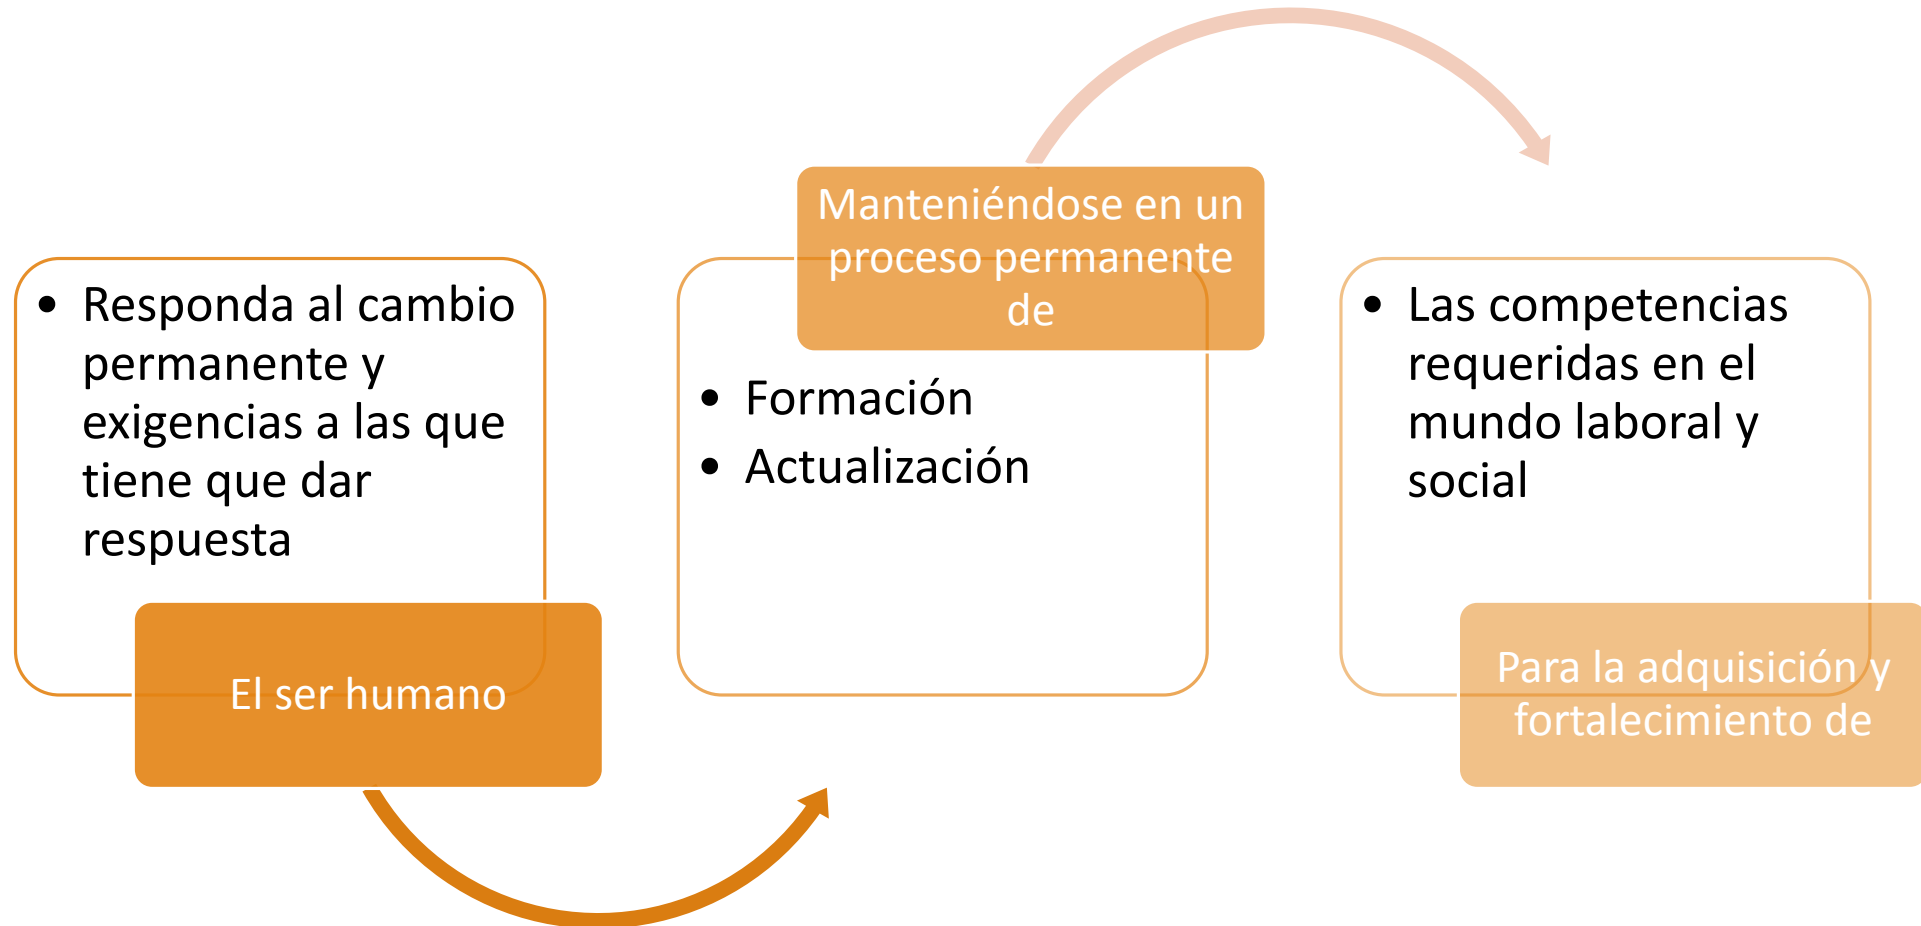 • Responda al cambio
permanente y
exigencias a las que
tiene que dar
respuesta
El ser humano
Manteniéndose en un
proceso permanente
de
• Formación
• Actualización
• Las competencias
requeridas en el
mundo laboral y
social
Para la adquisición y
fortalecimiento de